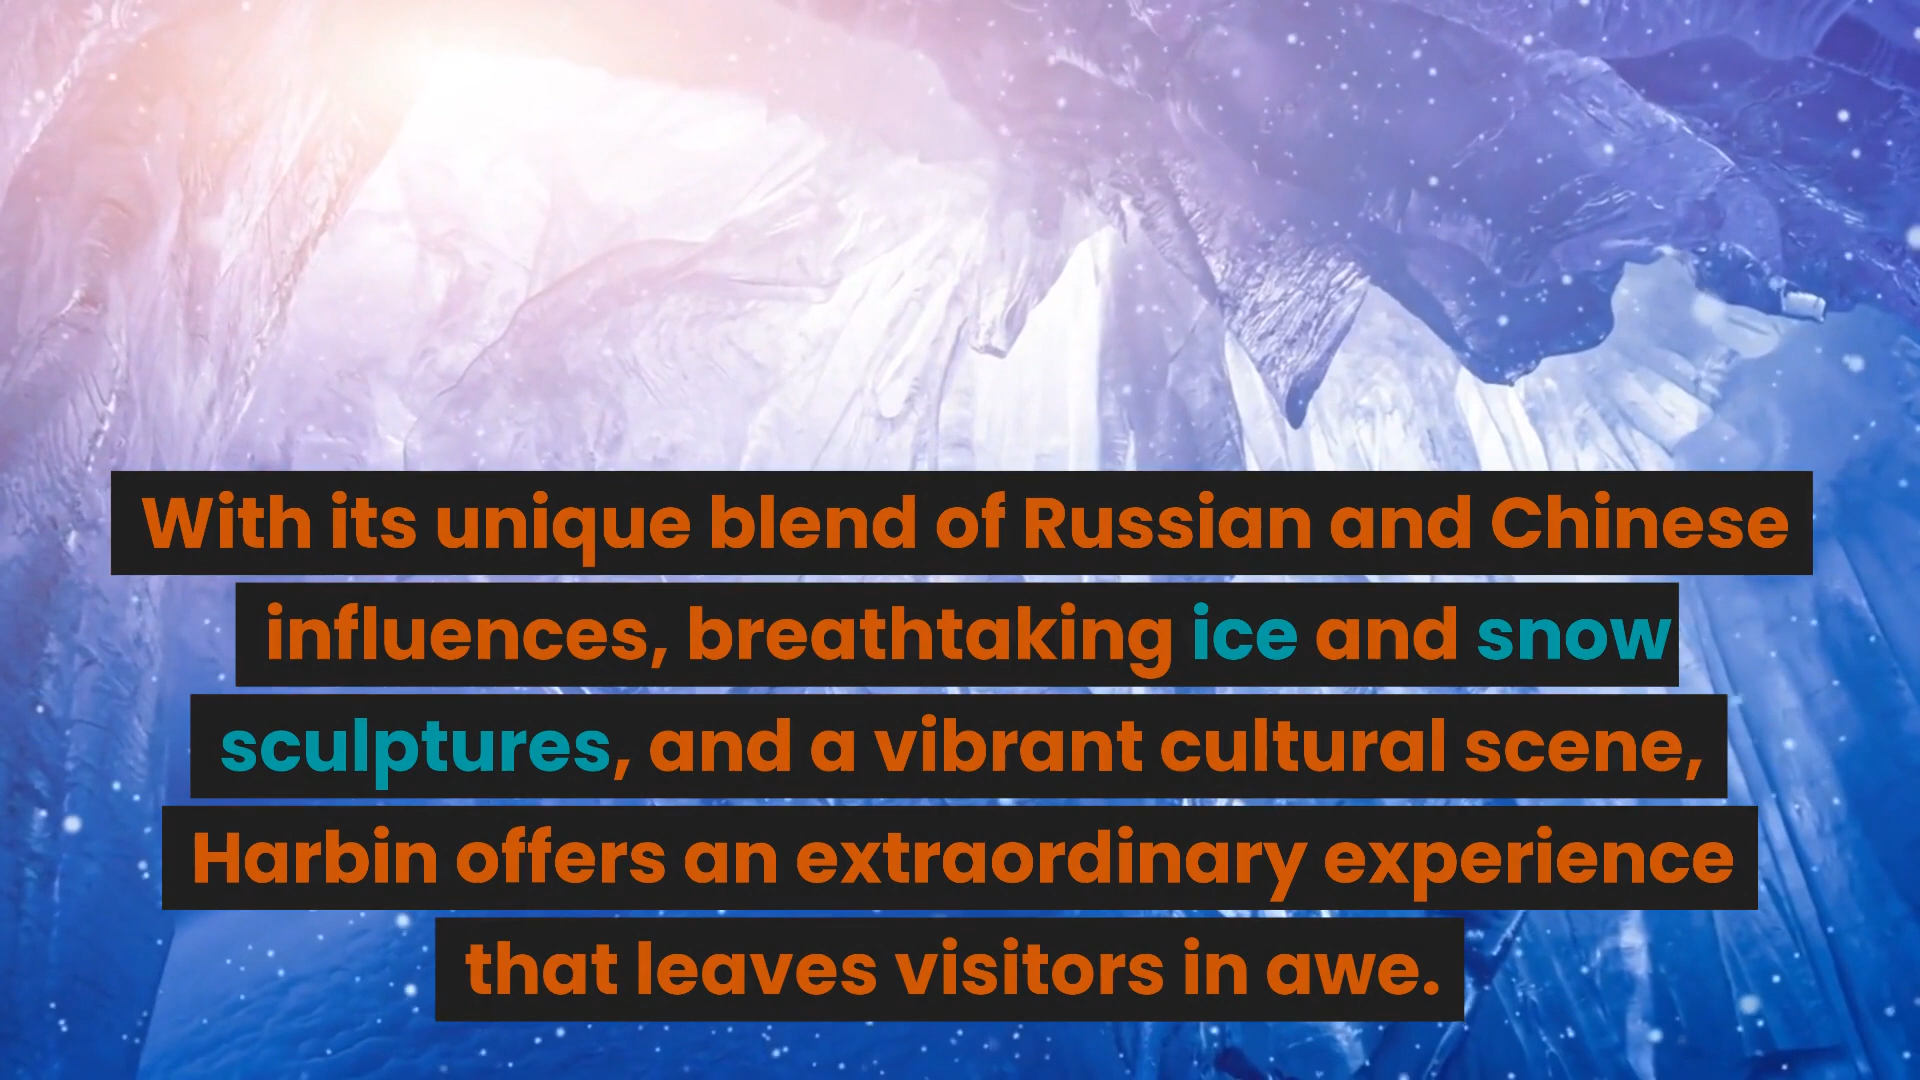 With its unique blend of Russian and Chinese
influences, breathtaking ice and snow
sculptures, and a vibrant cultural scene,
Harbin offers an extraordinary experience
that leaves visitors in awe.